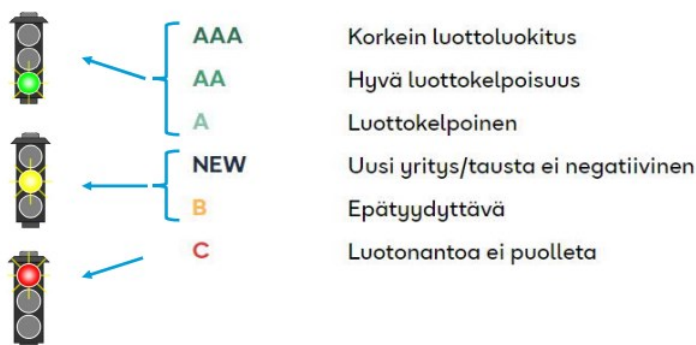 AAA Korkein luottoluokitus
AA Hyvä luottokelpoisuus
A Luottokelpoinen
NEW Uusi yritys/tausta ei negatiivinen
B Epätyydyttävä
C Luotonantoa ei puolleta